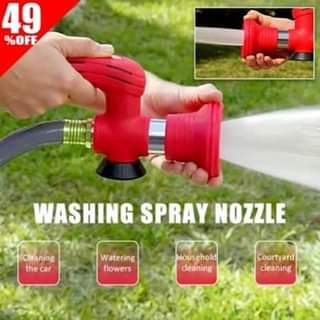 49
%OFF
WASHING SPRAY NOZZLE
Cleaning
the car
Watering
flowers
Household
cleaning
Courtyard
cleaning